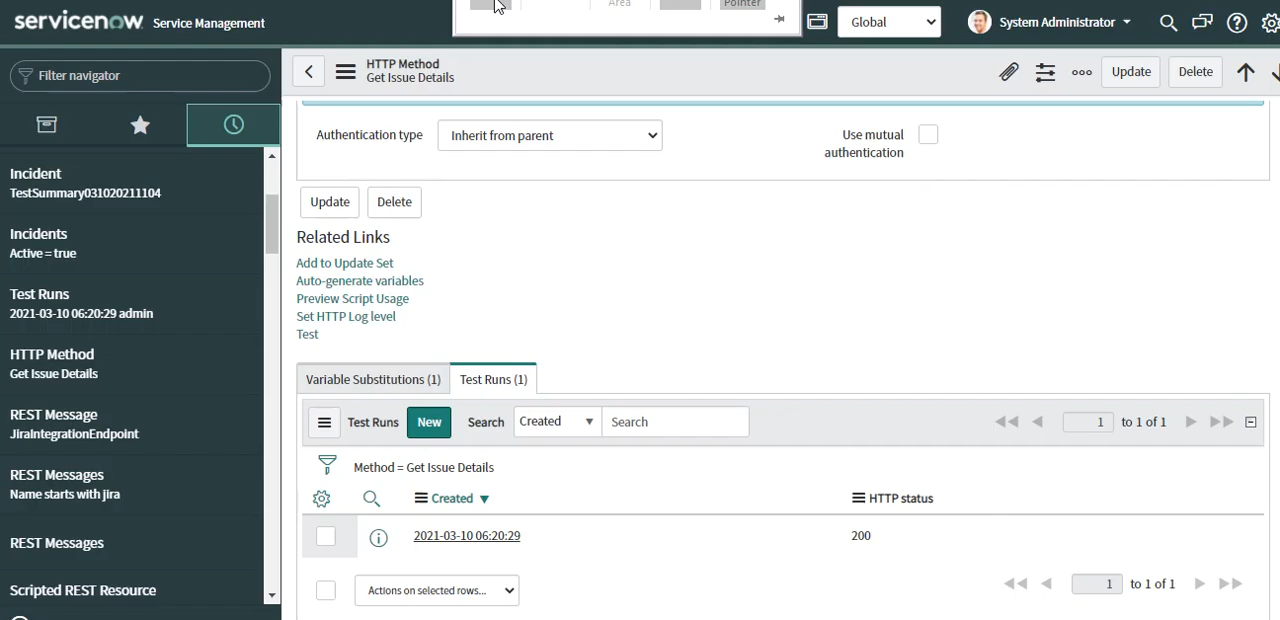 Area
Pointer
servicenow. Service Management
Global
System Administrator
Filter navigator
HTTP Method
Get Issue Details
Update
Delete
Incident
TestSummary031020211104
Incidents
Active = true
Test Runs
2021-03-10 06:20:29 admin
HTTP Method
Get Issue Details
REST Message
JiraIntegrationEndpoint
REST Messages
Name starts with jira
REST Messages
Scripted REST Resource
Authentication type
Inherit from parent
Use mutual
authentication
Update
Delete
Related Links
Add to Update Set
Auto-generate variables
Preview Script Usage
Set HTTP Log level
Test
Variable Substitutions (1)
Test Runs (1)
Test Runs New Search Created Search 1 to 1 of 1
Method = Get Issue Details
Created HTTP status
2021-03-10 06:20:29 200
Actions on selected rows... 1 to 1 of 1